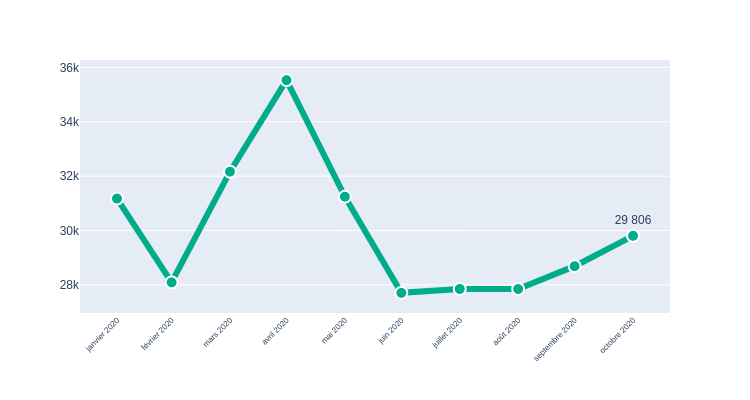 36k
34k
32k
30k
28k
29 806
janvier 2020
février 2020
mars 2020
avril 2020
mai 2020
juin 2020
juillet 2020
août 2020
septembre 2020
octobre 2020